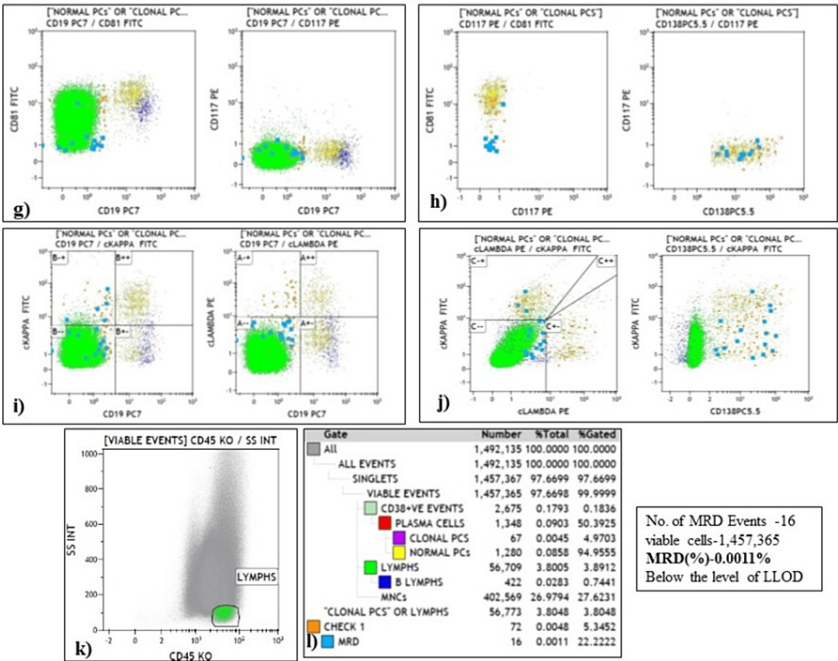 ["NORMAL PCs" OR "CLONAL PC...
CD19 PC7 / CD81 FITC
["NORMAL PCs" OR "CLONAL PC...
CD19 PC7 / CD117 PE
CD81 FITC
CD117 PE
CD19 PC7
CD19 PC7
g)
["NORMAL PCs" OR "CLONAL PCS"]
CD117 PE / CD81 FITC
["NORMAL PCs" OR "CLONAL PCS"]
CD138PC5.5 / CD117 PE
CD81 FITC
CD117 PE
CD117 PE
CD138PC5.5
h)
["NORMAL PCs" OR "CLONAL PC...
CD19 PC7 / cKAPPA FITC
["NORMAL PCs" OR "CLONAL PC...
CD19 PC7 / cLAMBDA PE
B-+
B++
B--
B+-
A-+
A++
A--
A+-
cKAPPA FITC
cLAMBDA PE
CD19 PC7
CD19 PC7
i)
["NORMAL PCs" OR "CLONAL PC...
cLAMBDA PE / cKAPPA FITC
["NORMAL PCs" OR "CLONAL PC...
CD138PC5.5 / cKAPPA FITC
C-+
C++
C--
C+-
cKAPPA FITC
cKAPPA FITC
cLAMBDA PE
CD138PC5.5
j)
[VIABLE EVENTS] CD45 KO / SS INT
1000
800
600
400
200
0
SS INT
LYMPHS
-2 0 2 10¹ 10² 10³
CD45 KO
k)
Gate Number %Total %Gated
All 1,492,135 100.0000 100.0000
ALL EVENTS 1,492,135 100.0000 100.0000
SINGLETS 1,457,367 97.6699 97.6699
VIABLE EVENTS 1,457,365 97.6698 99.9999
CD38+VE EVENTS 2,675 0.1793 0.1836
PLASMA CELLS 1,348 0.0903 50.3925
CLONAL PCS 67 0.0045 4.9703
NORMAL PCs 1,280 0.0858 94.9555
LYMPHS 56,709 3.8005 3.8912
B LYMPHS 422 0.0283 0.7441
MNCs 402,569 26.9794 27.6231
"CLONAL PCS" OR LYMPHS 56,773 3.8048 3.8048
CHECK 1 72 0.0048 5.3452
MRD 16 0.0011 22.2222
l)
No. of MRD Events -16
viable cells-1,457,365
MRD(%)-0.0011%
Below the level of LLOD